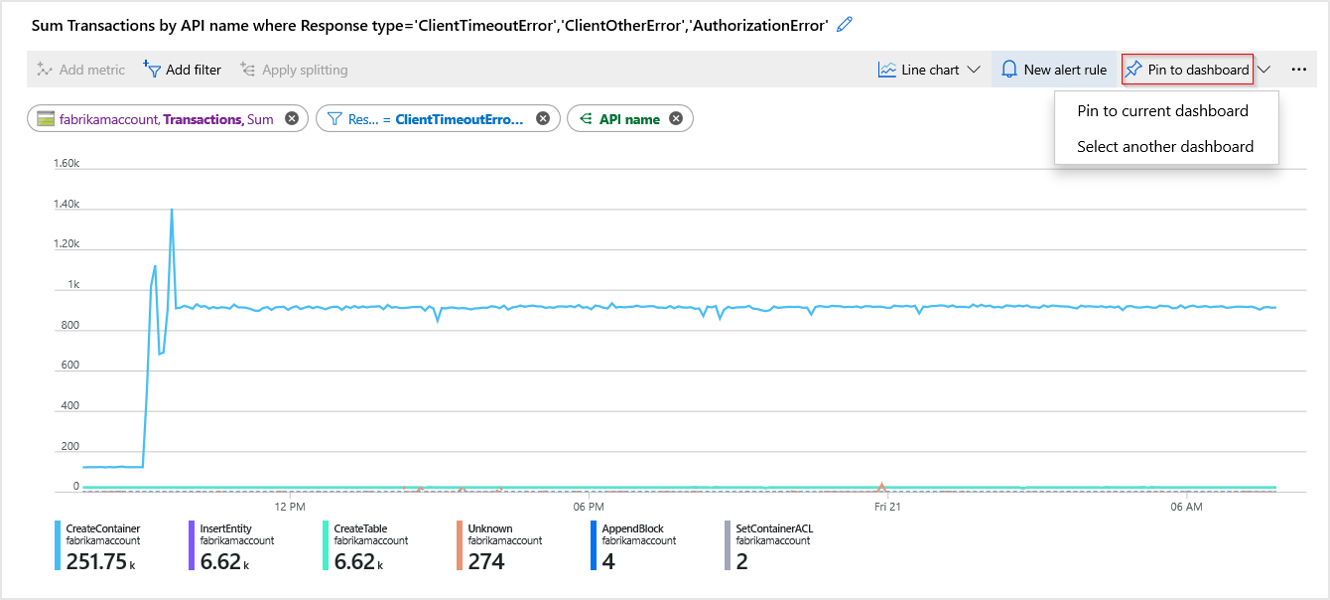 Sum Transactions by API name where Response type='ClientTimeoutError','ClientOtherError','AuthorizationError'
Add metric Add filter Apply splitting Line chart New alert rule Pin to dashboard ...
Pin to current dashboard
Select another dashboard
fabrikamaccount, Transactions, Sum Res... = ClientTimeoutErro... API name
1.60k
1.40k
1.20k
1k
800
600
400
200
0
12 PM 06 PM Fri 21 06 AM
CreateContainer InsertEntity CreateTable Unknown AppendBlock SetContainerACL
fabrikamaccount fabrikamaccount fabrikamaccount fabrikamaccount fabrikamaccount fabrikamaccount
251.75 k 6.62 k 6.62 k 274 4 2